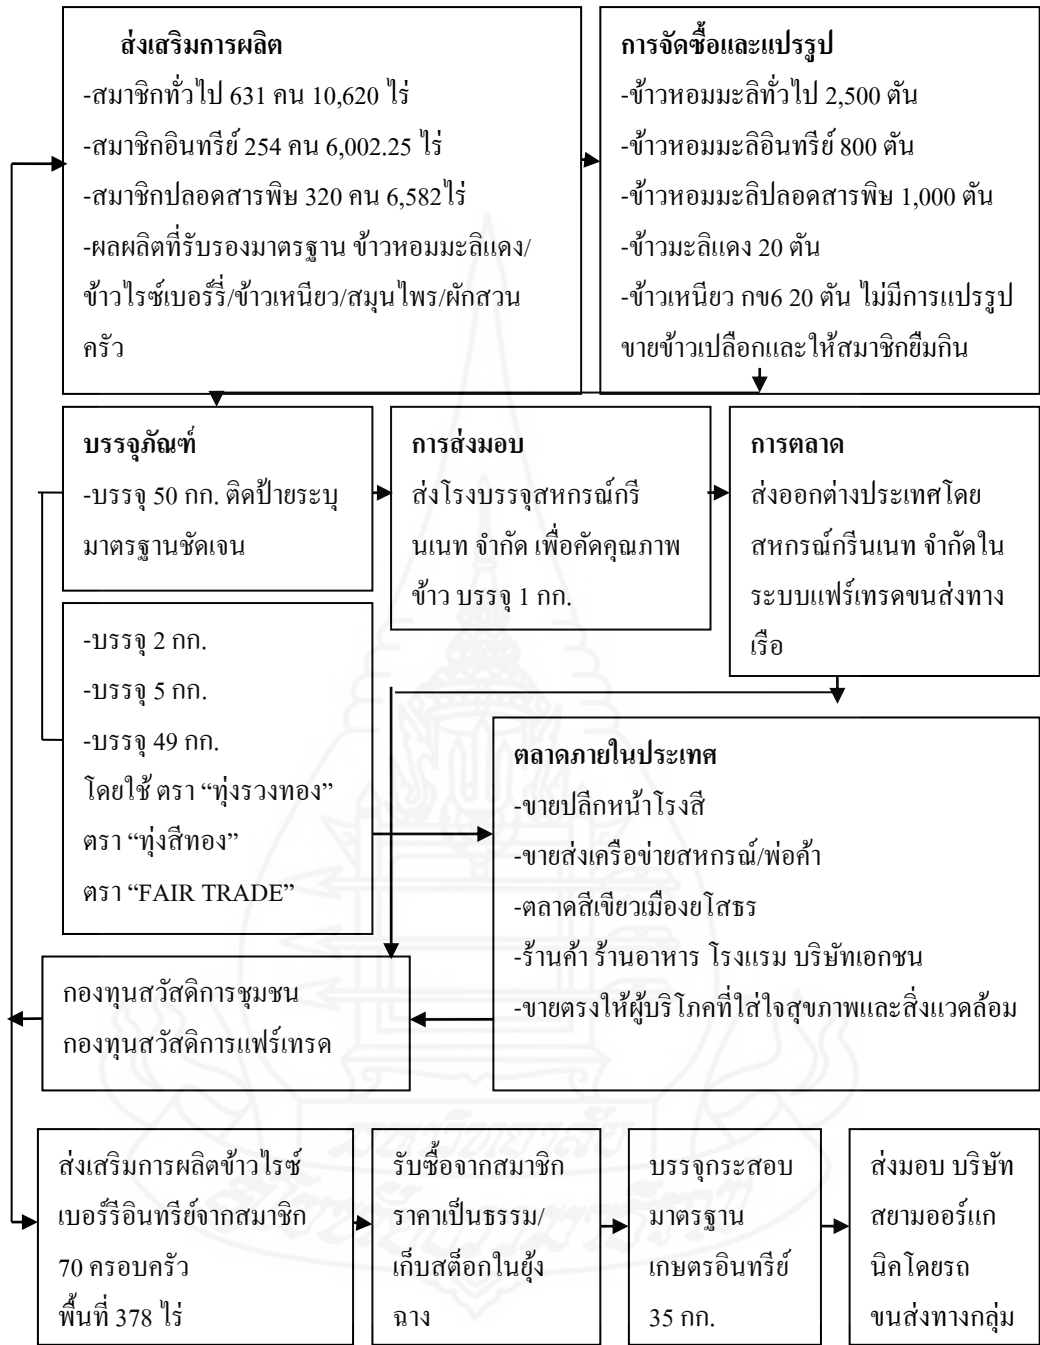 ส่งเสริมการผลิต
-สมาชิกทั่วไป 631 คน 10,620 ไร่
-สมาชิกอินทรีย์ 254 คน 6,002.25 ไร่
-สมาชิกปลอดสารพิษ 320 คน 6,582ไร่
-ผลผลิตที่รับรองมาตรฐาน ข้าวหอมมะลิแดง/
ข้าวไรซ์เบอร์รี่/ข้าวเหนียว/สมุนไพร/ผักสวน
ครัว
การจัดซื้อและแปรรูป
-ข้าวหอมมะลิทั่วไป 2,500 ตัน
-ข้าวหอมมะลิอินทรีย์ 800 ตัน
-ข้าวหอมมะลิปลอดสารพิษ 1,000 ตัน
-ข้าวมะลิแดง 20 ตัน
-ข้าวเหนียว กข6 20 ตัน ไม่มีการแปรรูป
ขายข้าวเปลือกและให้สมาชิกยืมกิน
บรรจุภัณฑ์
-บรรจุ 50 กก. ติดป้ายระบุ
มาตรฐานชัดเจน
-บรรจุ 2 กก.
-บรรจุ 5 กก.
-บรรจุ 49 กก.
โดยใช้ ตรา “ทุ่งรวงทอง”
ตรา “ทุ่งสีทอง”
ตรา “FAIR TRADE”
การส่งมอบ
ส่งโรงบรรจุสหกรณ์กรี
นเนท จำกัด เพื่อคัดคุณภาพ
ข้าว บรรจุ 1 กก.
การตลาด
ส่งออกต่างประเทศโดย
สหกรณ์กรีนเนท จำกัดใน
ระบบแฟร์เทรดขนส่งทาง
เรือ
ตลาดภายในประเทศ
-ขายปลีกหน้าโรงสี
-ขายส่งเครือข่ายสหกรณ์/พ่อค้า
-ตลาดสีเขียวเมืองยโสธร
-ร้านค้า ร้านอาหาร โรงแรม บริษัทเอกชน
-ขายตรงให้ผู้บริโภคที่ใส่ใจสุขภาพและสิ่งแวดล้อม
กองทุนสวัสดิการชุมชน
กองทุนสวัสดิการแฟร์เทรด
ส่งเสริมการผลิตข้าวไรซ์
เบอร์รีอินทรีย์จากสมาชิก
70 ครอบครัว
พื้นที่ 378 ไร่
รับซื้อจากสมาชิก
ราคาเป็นธรรม/
เก็บสต็อกในยุ้ง
ฉาง
บรรจุกระสอบ
มาตรฐาน
เกษตรอินทรีย์
35 กก.
ส่งมอบ บริษัท
สยามออร์แก
นิคโดยรถ
ขนส่งทางกลุ่ม